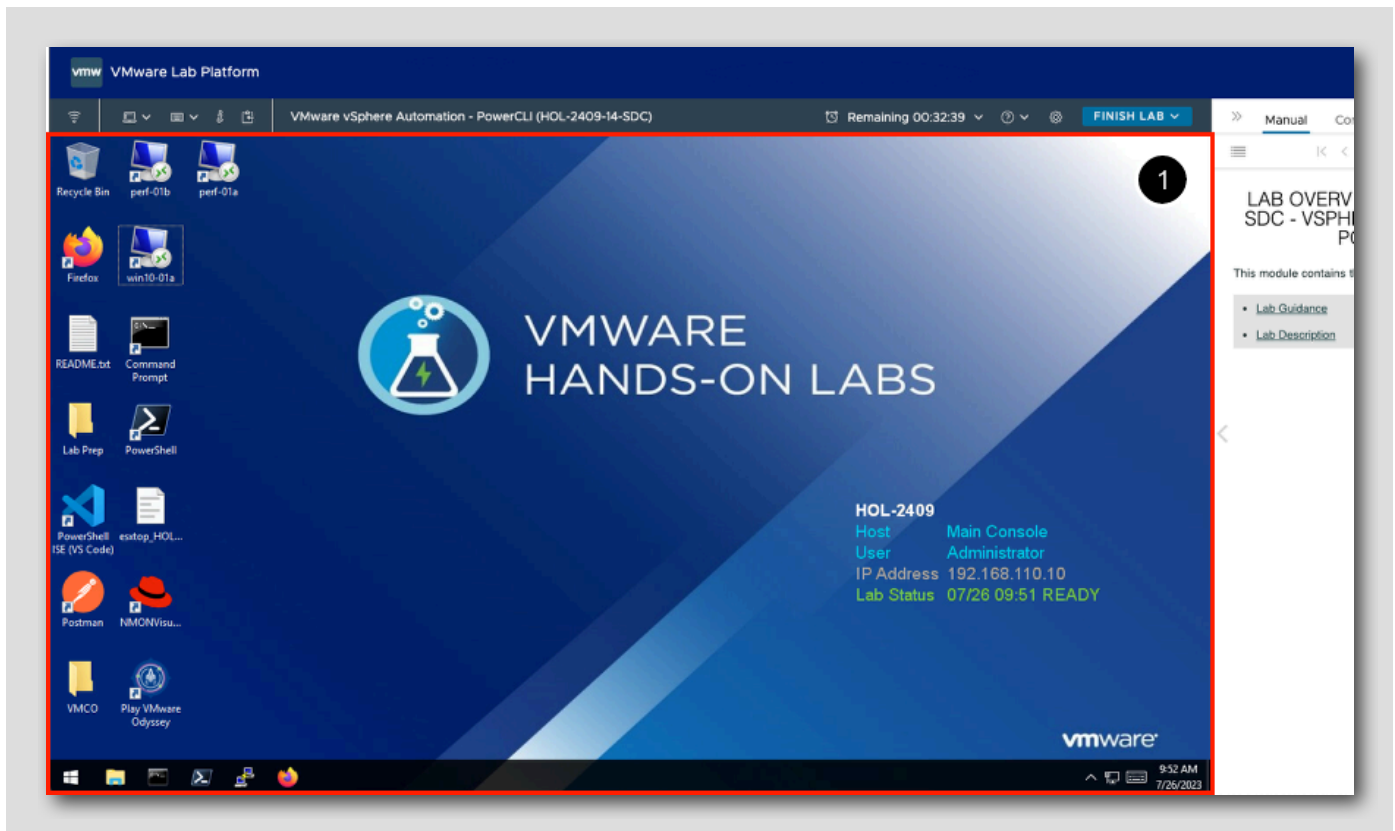 vmw VMware Lab Platform
VMware vSphere Automation - PowerCLI (HOL-2409-14-SDC)
Remaining 00:32:39
FINISH LAB
Manual Co
1
Recycle Bin
perf-01b
perf-01a
Firefox
win10-01a
README.txt
Command
Prompt
Lab Prep
PowerShell
PowerShell
ISE (VS Code)
esxtop_HOL...
Postman
NMONVisu...
VMCO
Play VMware
Odyssey
VMWARE
HANDS-ON LABS
HOL-2409
Host Main Console
User Administrator
IP Address 192.168.110.10
Lab Status 07/26 09:51 READY
vmware
9:52 AM
7/26/2023
LAB OVERV
SDC - VSPH
This module contains t
Lab Guidance
Lab Description